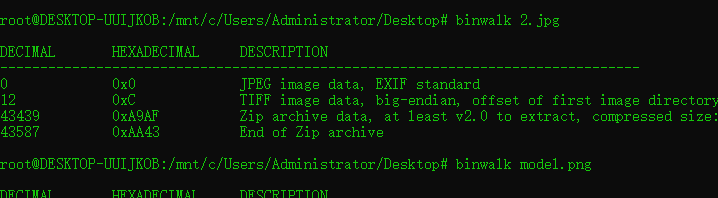 root@DESKTOP-UUIJKOB:/mnt/c/Users/Administrator/Desktop# binwalk 2.jpg
DECIMAL HEXADECIMAL DESCRIPTION
--------------------------------------------------------------------------------
0 0x0 JPEG image data, EXIF standard
12 0xC TIFF image data, big-endian, offset of first image directory
43439 0xA9AF Zip archive data, at least v2.0 to extract, compressed size:
43587 0xAA43 End of Zip archive
root@DESKTOP-UUIJKOB:/mnt/c/Users/Administrator/Desktop# binwalk model.png
DECIMAL HEXADECIMAL DESCRIPTION